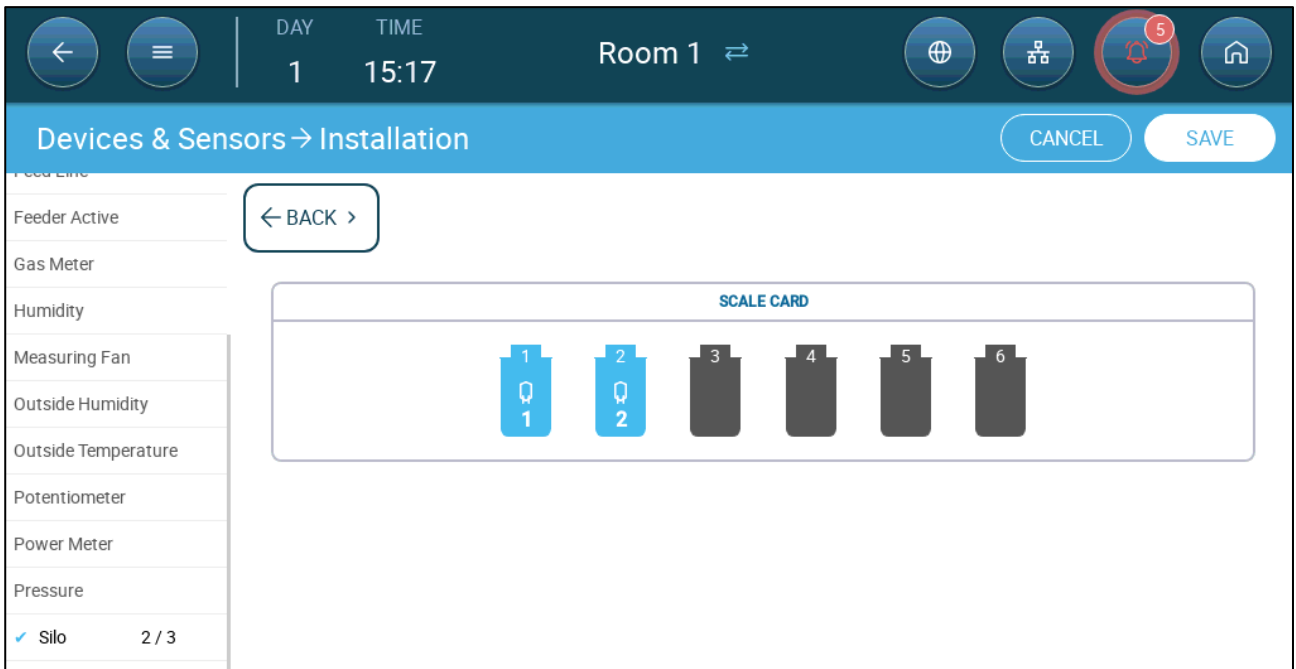 DAY TIME
1 15:17
Room 1
5
Devices & Sensors → Installation
CANCEL
SAVE
Feed Line
Feeder Active
Gas Meter
Humidity
Measuring Fan
Outside Humidity
Outside Temperature
Potentiometer
Power Meter
Pressure
✓ Silo 2 / 3
← BACK >
SCALE CARD
1 2 3 4 5 6
1 2